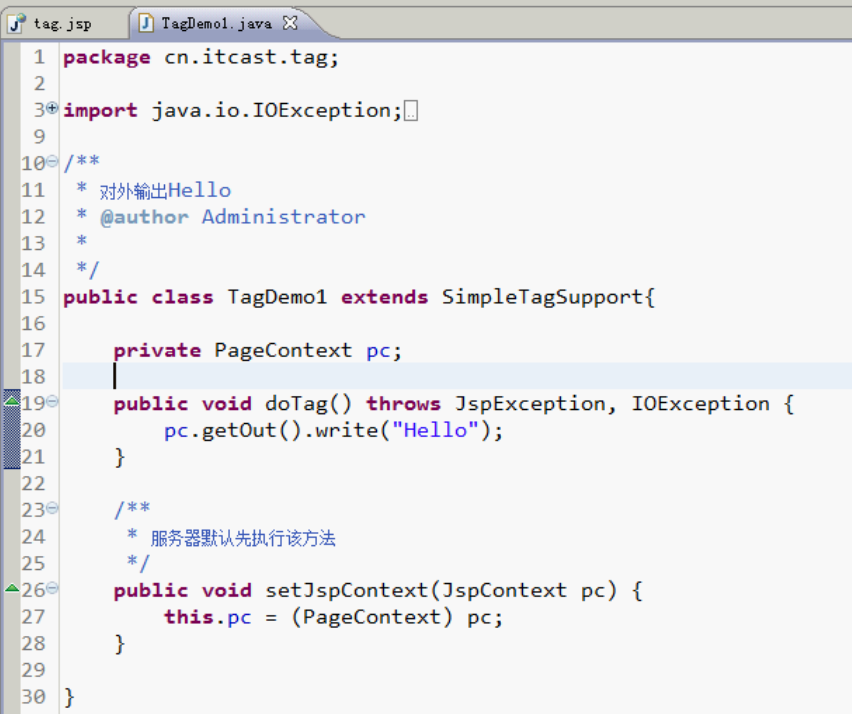 tag.jsp TagDemo1.java
1 package cn.itcast.tag;
2
3 import java.io.IOException;
9
10 /**
11 * 对外输出Hello
12 * @author Administrator
13 *
14 */
15 public class TagDemo1 extends SimpleTagSupport{
16
17 private PageContext pc;
18
19 public void doTag() throws JspException, IOException {
20 pc.getOut().write("Hello");
21 }
22
23 /**
24 * 服务器默认先执行该方法
25 */
26 public void setJspContext(JspContext pc) {
27 this.pc = (PageContext) pc;
28 }
29
30 }